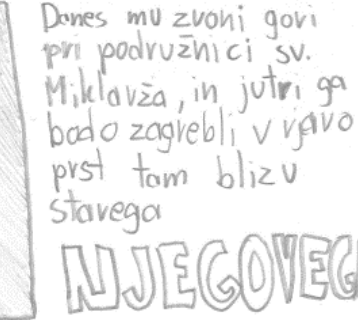 Danes mu zvoni gori
pri podružnici sv.
Miklavža, in jutri ga
bodo zagrebli v rjavo
prst tam blizu
starega
NJEGOVEG